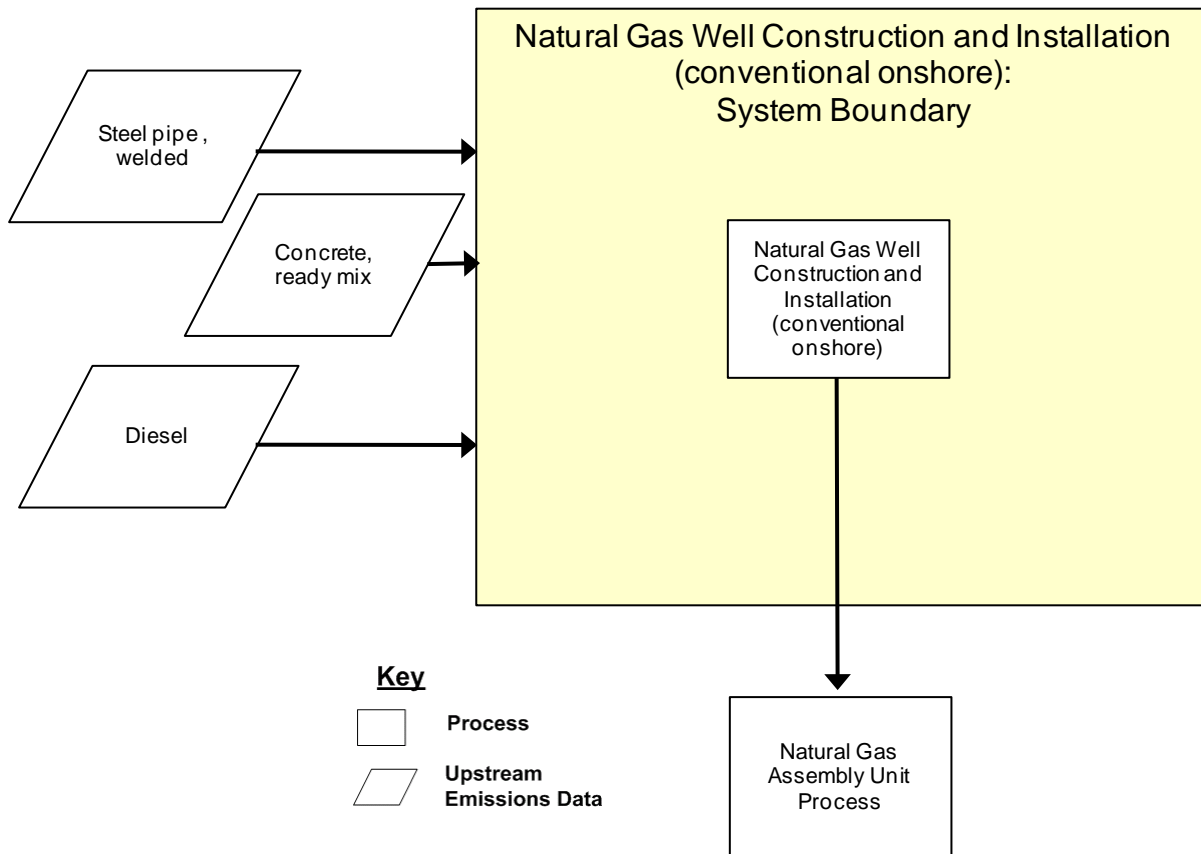 Natural Gas Well Construction and Installation
(conventional onshore):
System Boundary
Steel pipe,
welded
Concrete,
ready mix
Diesel
Natural Gas Well
Construction and
Installation
(conventional
onshore)
Key
Process
Upstream
Emissions Data
Natural Gas
Assembly Unit
Process